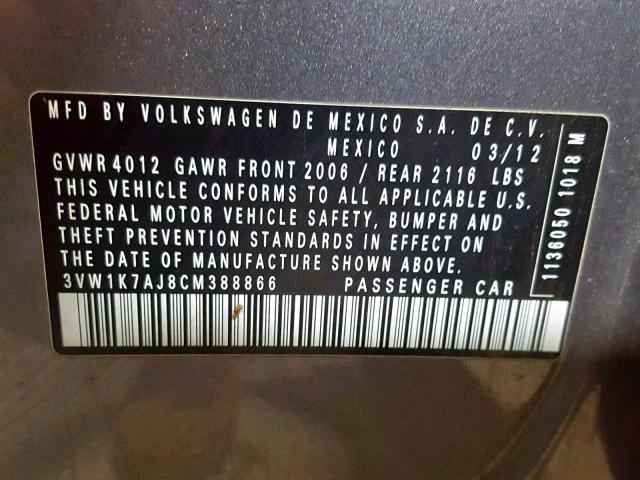 MFD BY VOLKSWAGEN DE MEXICO S.A. DE C.V.
MEXICO 03/12
GVWR 4012 GAWR FRONT 2006 / REAR 2116 LBS
THIS VEHICLE CONFORMS TO ALL APPLICABLE U.S.
FEDERAL MOTOR VEHICLE SAFETY, BUMPER AND
THEFT PREVENTION STANDARDS IN EFFECT ON
THE DATE OF MANUFACTURE SHOWN ABOVE.
3VW1K7AJ8CM388866 PASSENGER CAR
1136050 1018 M